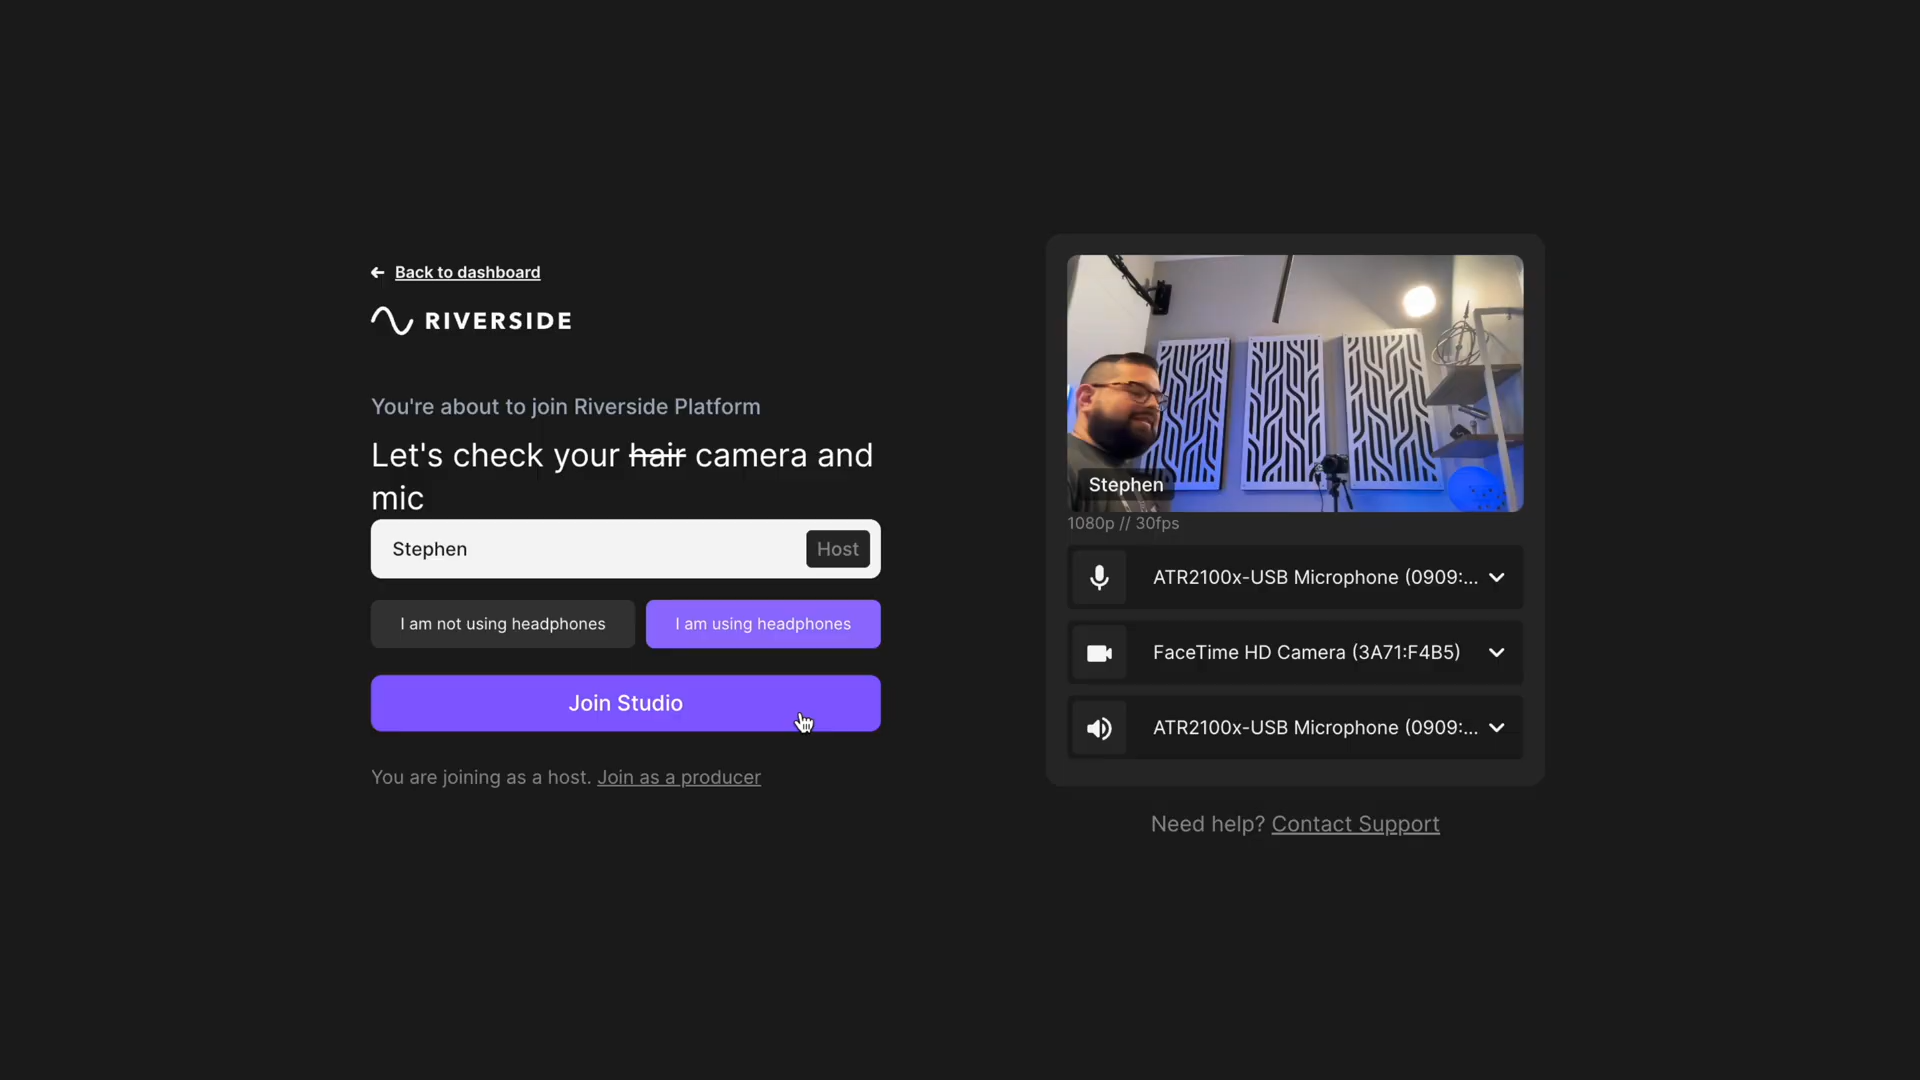 Back to dashboard
RIVERSIDE
You're about to join Riverside Platform
Let's check your hair camera and
mic
Stephen
Host
I am not using headphones
I am using headphones
Join Studio
You are joining as a host. Join as a producer
Stephen
1080p // 30fps
ATR2100x-USB Microphone (0909:...
FaceTime HD Camera (3A71:F4B5)
ATR2100x-USB Microphone (0909:...
Need help? Contact Support